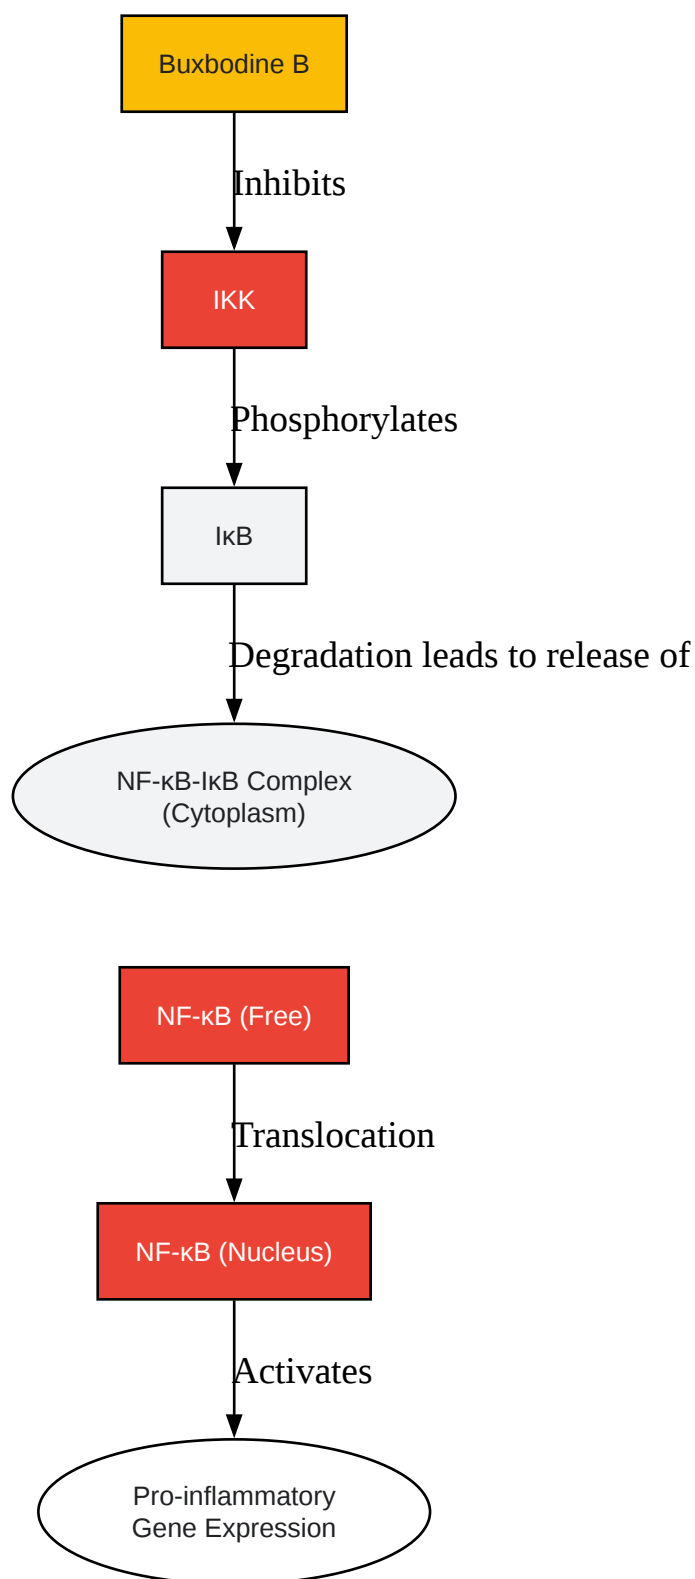 Buxbodine B
Inhibits
IKK
Phosphorylates
IκB
Degradation leads to release of
NF-κB-IκB Complex
(Cytoplasm)
NF-κB (Free)
Translocation
NF-κB (Nucleus)
Activates
Pro-inflammatory
Gene Expression